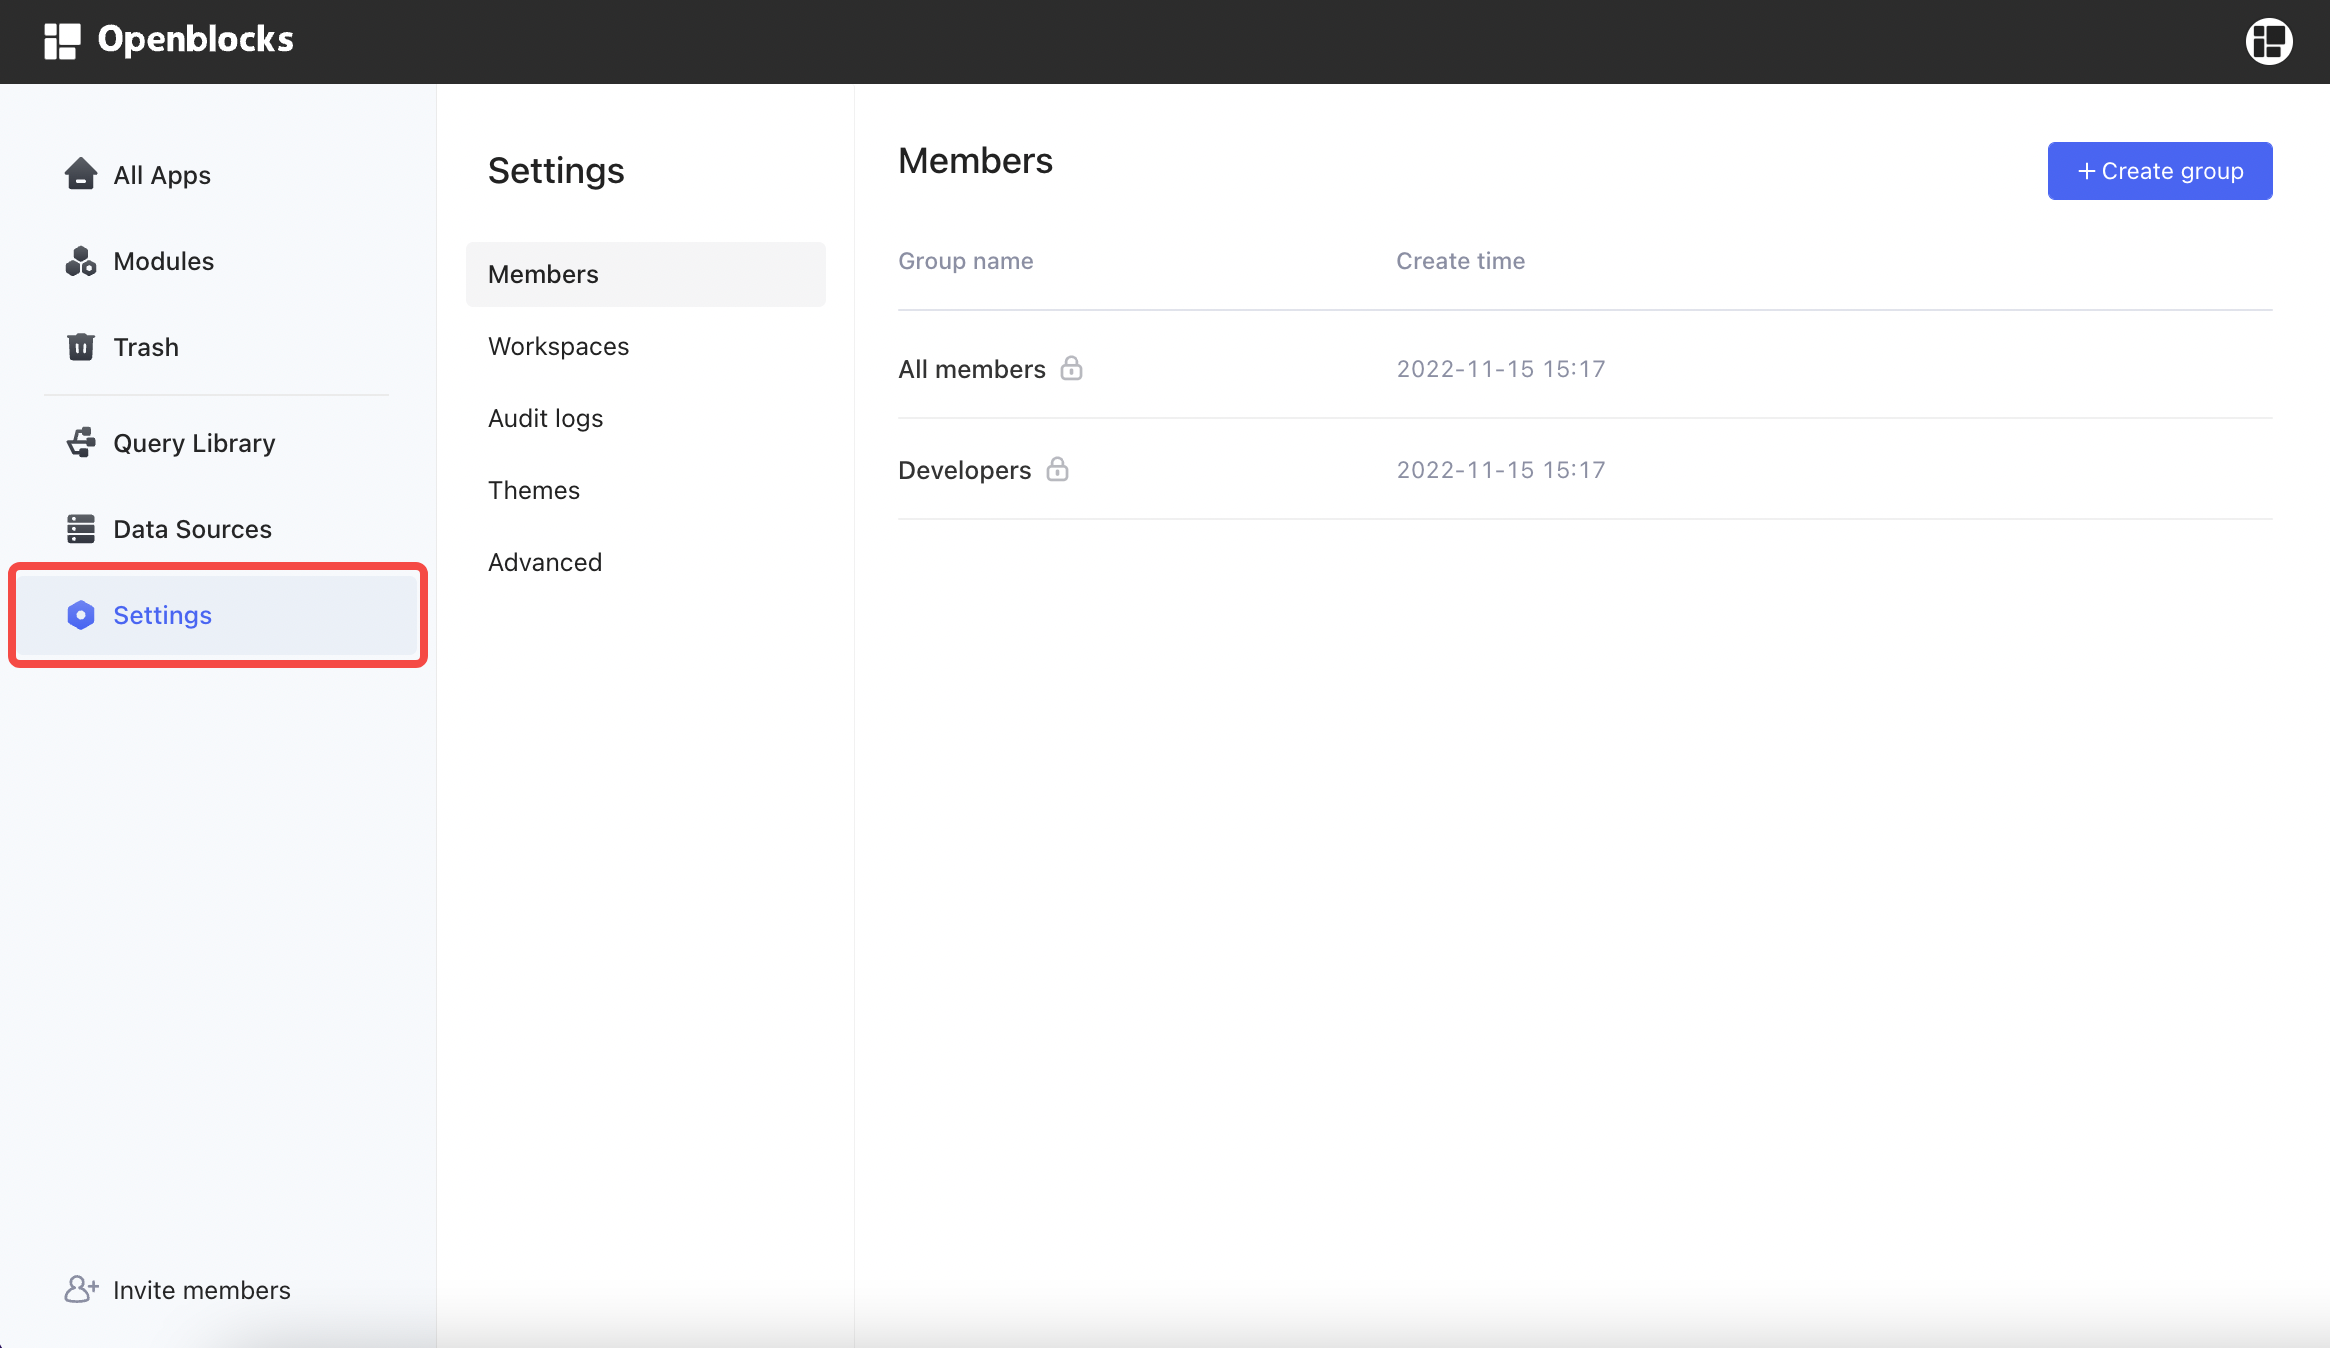 Openblocks
All Apps
Modules
Trash
Query Library
Data Sources
Settings
Invite members
Settings
Members
Workspaces
Audit logs
Themes
Advanced
Members
+ Create group
Group name Create time
All members 2022-11-15 15:17
Developers 2022-11-15 15:17